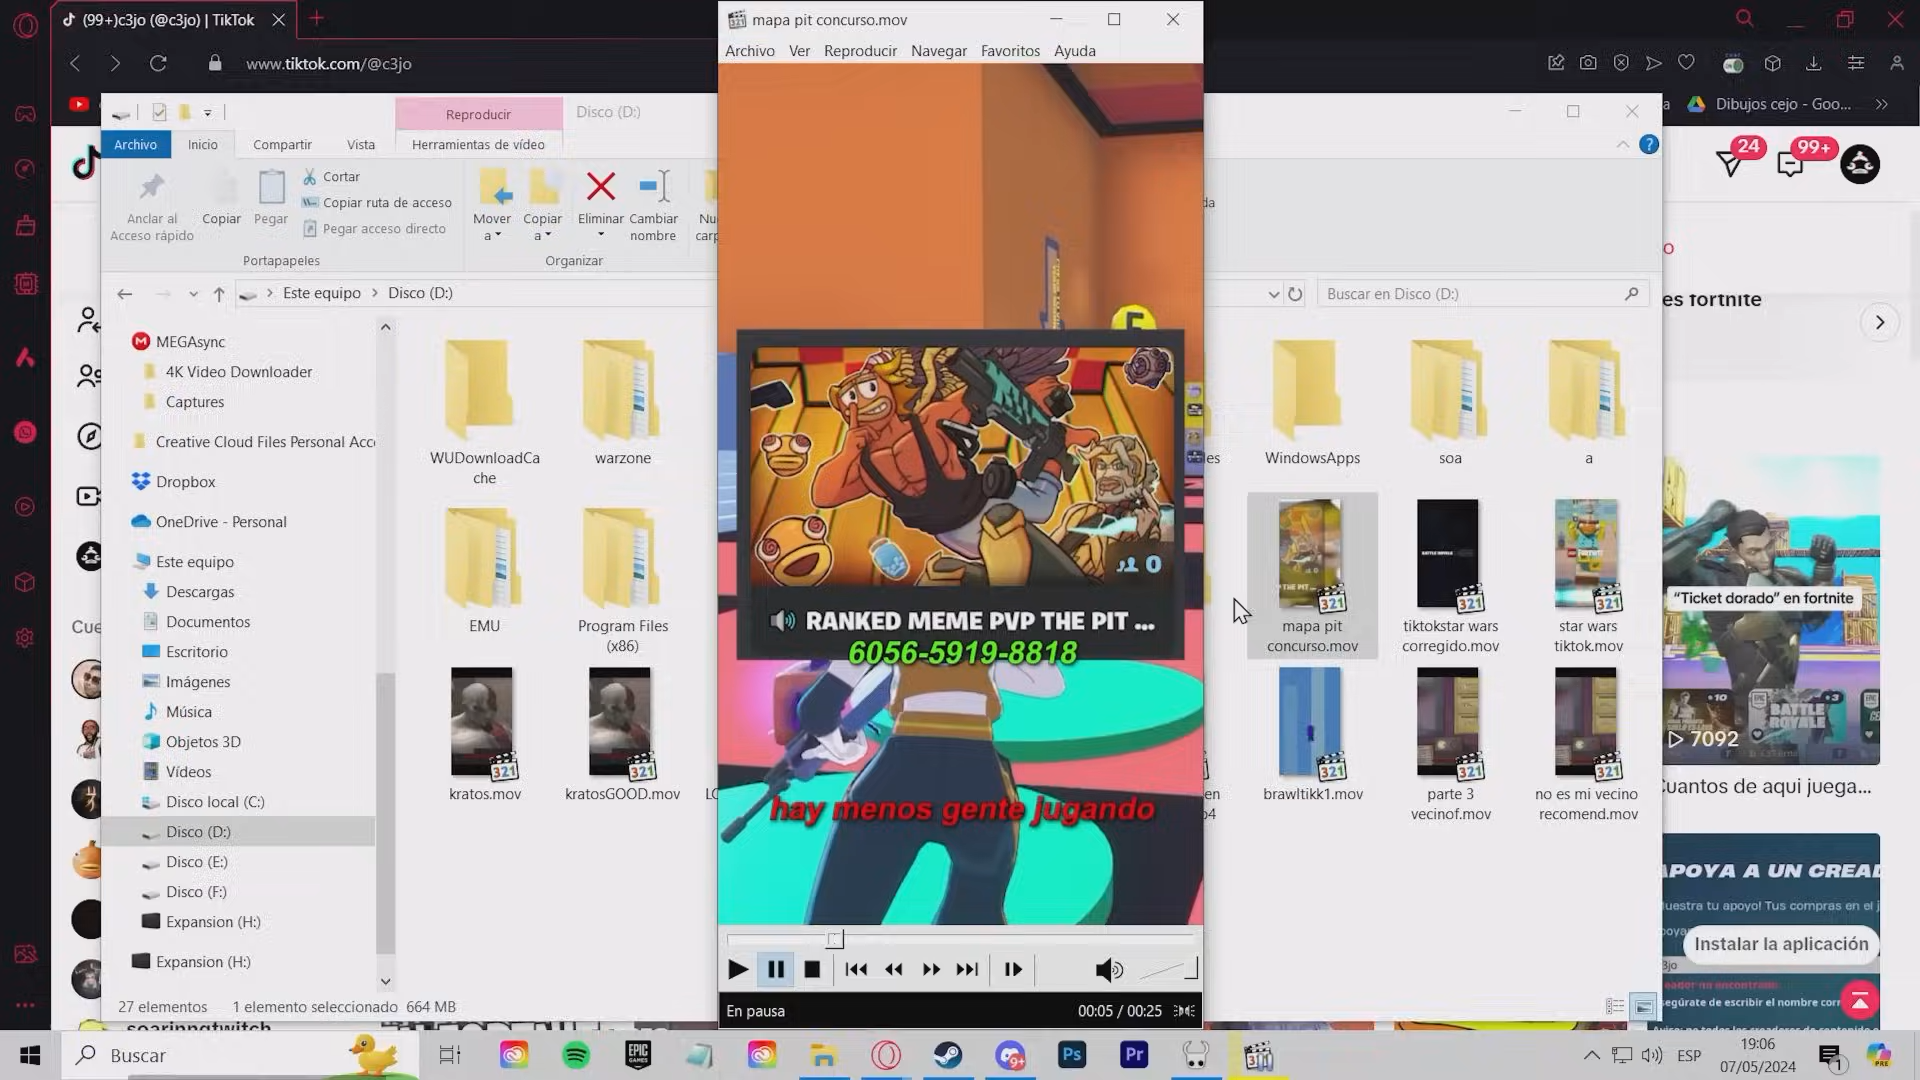 (99+)c3jo (@c3jo) | TikTok
www.tiktok.com/@c3jo
Dibujos cejo - Goo...
mapa pit concurso.mov
Archivo Ver Reproducir Navegar Favoritos Ayuda
Reproducir
Disco (D:)
Archivo
Inicio
Compartir
Vista
Herramientas de vídeo
Anclar al
Acceso rápido
Copiar
Pegar
Cortar
Copiar ruta de acceso
Pegar acceso directo
Portapapeles
Mover
a
Copiar
a
Eliminar
Cambiar
nombre
Nu
carp
Organizar
Este equipo > Disco (D:)
Buscar en Disco (D:)
24
99+
es fortnite
MEGAsync
4K Video Downloader
Captures
Creative Cloud Files Personal Acc
Dropbox
OneDrive - Personal
Este equipo
Descargas
Documentos
Escritorio
Imágenes
Música
Objetos 3D
Vídeos
Disco local (C:)
Disco (D:)
Disco (E:)
Disco (F:)
Expansion (H:)
Expansion (H:)
WUDownloadCa
che
warzone
WindowsApps
soa
a
EMU
Program Files
(x86)
mapa pit
concurso.mov
tiktokstar wars
corregido.mov
star wars
tiktok.mov
kratos.mov
kratosGOOD.mov
brawltikk1.mov
parte 3
vecinof.mov
no es mi vecino
recomend.mov
0
RANKED MEME PVP THE PIT ...
6056-5919-8818
hay menos gente jugando
En pausa
00:05 / 00:25
27 elementos
1 elemento seleccionado 664 MB
Cue
"Ticket dorado" en fortnite
BATTLE
ROYALE
7092
Cuantos de aqui juega...
APOYA A UN CREAD
Instalar la aplicación
Buscar
ESP
19:06
07/05/2024